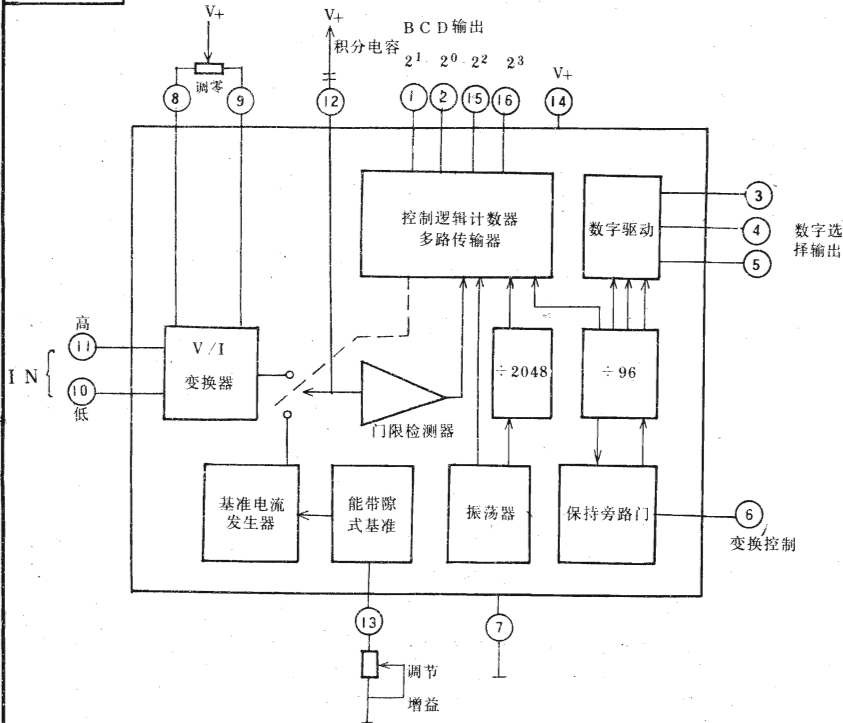 V+
V+
BCD输出
积分电容
2¹ 2⁰ 2² 2³
V+
调零
8
9
12
1
2
15
16
14
控制逻辑计数器
多路传输器
数字驱动
3
4
5
数字选
择输出
高
11
IN
10
低
V/I
变换器
÷2048
÷96
门限检测器
基准电流
发生器
能带隙
式基准
振荡器
保持旁路门
6
变换控制
13
7
调节
增益